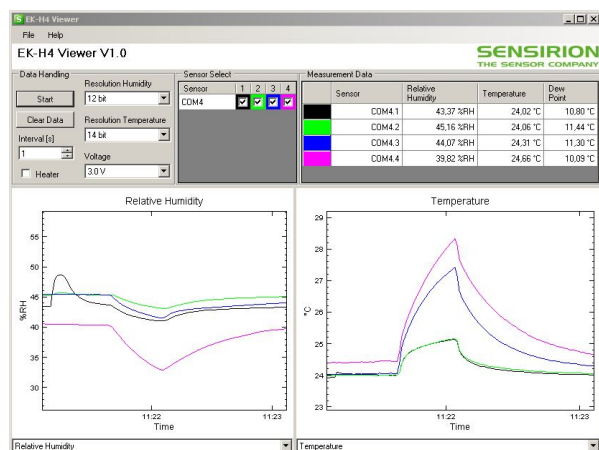 EK-H4 Viewer
File Help
EK-H4 Viewer V1.0
SENSIRION
THE SENSOR COMPANY
Data Handling
Start
Clear Data
Interval [s]
1
Heater
Resolution Humidity
12 bit
Resolution Temperature
14 bit
Voltage
3.0 V
Sensor Select
Sensor 1 2 3 4
COM4
Measurement Data
Sensor Relative Humidity Temperature Dew Point
COM4.1 43,37 %RH 24,02 °C 10,80 °C
COM4.2 45,16 %RH 24,06 °C 11,44 °C
COM4.3 44,07 %RH 24,31 °C 11,30 °C
COM4.4 39,82 %RH 24,66 °C 10,09 °C
Relative Humidity
%RH
55
50
45
40
35
30
11:22 11:23
Time
Relative Humidity
Temperature
°C
29
28
27
26
25
24
23
11:22 11:23
Time
Temperature